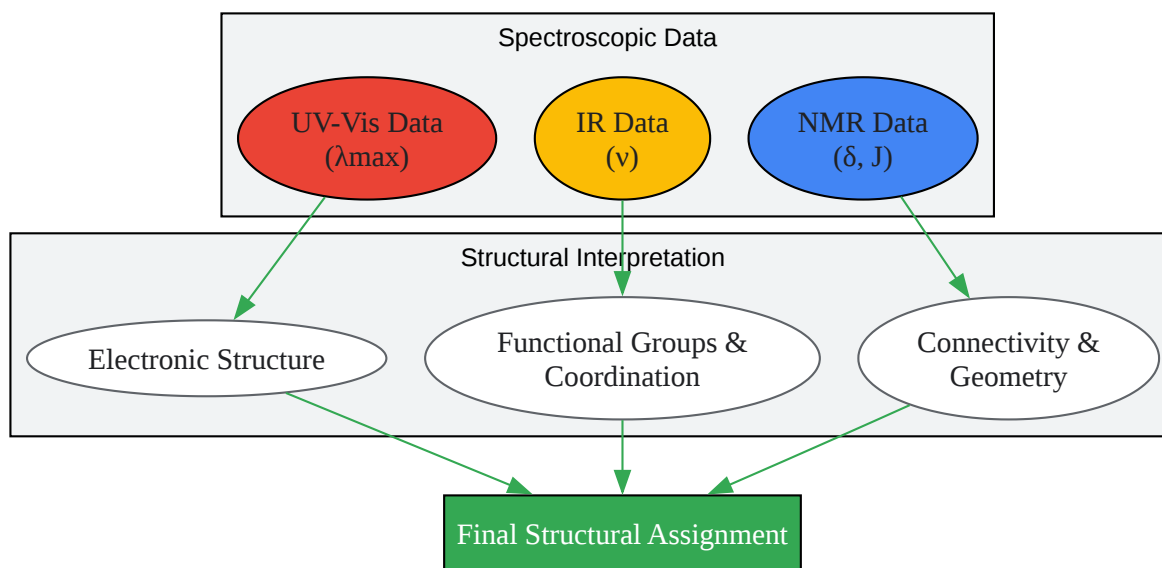 Spectroscopic Data
UV-Vis Data
(λmax)
IR Data
(ν)
NMR Data
(δ, J)
Structural Interpretation
Electronic Structure
Functional Groups &
Coordination
Connectivity &
Geometry
Final Structural Assignment